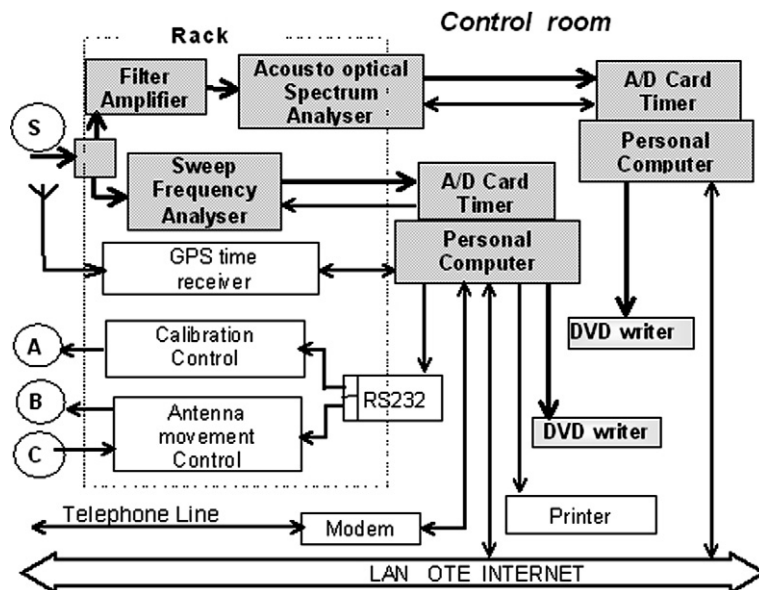 Control room
Rack
Filter
Amplifier
Acousto optical
Spectrum
Analyser
A/D Card
Timer
Personal
Computer
S
Sweep
Frequency
Analyser
A/D Card
Timer
Personal
Computer
GPS time
receiver
DVD writer
A
Calibration
Control
B
Antenna
movement
Control
C
RS232
DVD writer
Telephone Line
Modem
Printer
LAN OTE INTERNET